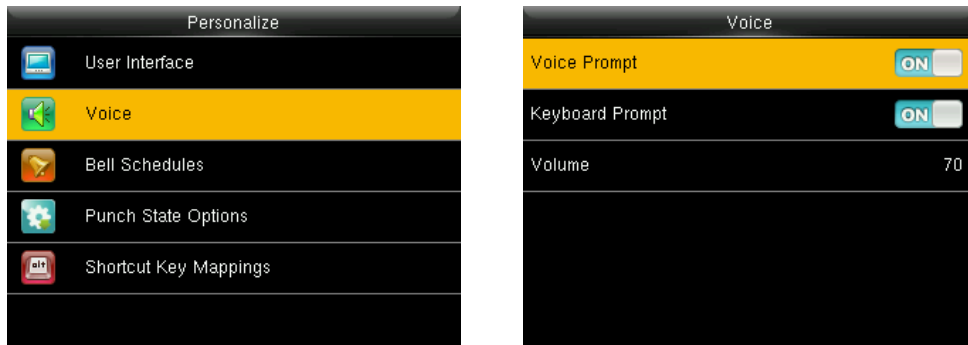 Personalize
User Interface
Voice
Bell Schedules
Punch State Options
alt
Shortcut Key Mappings
Voice
Voice Prompt ON
Keyboard Prompt ON
Volume 70